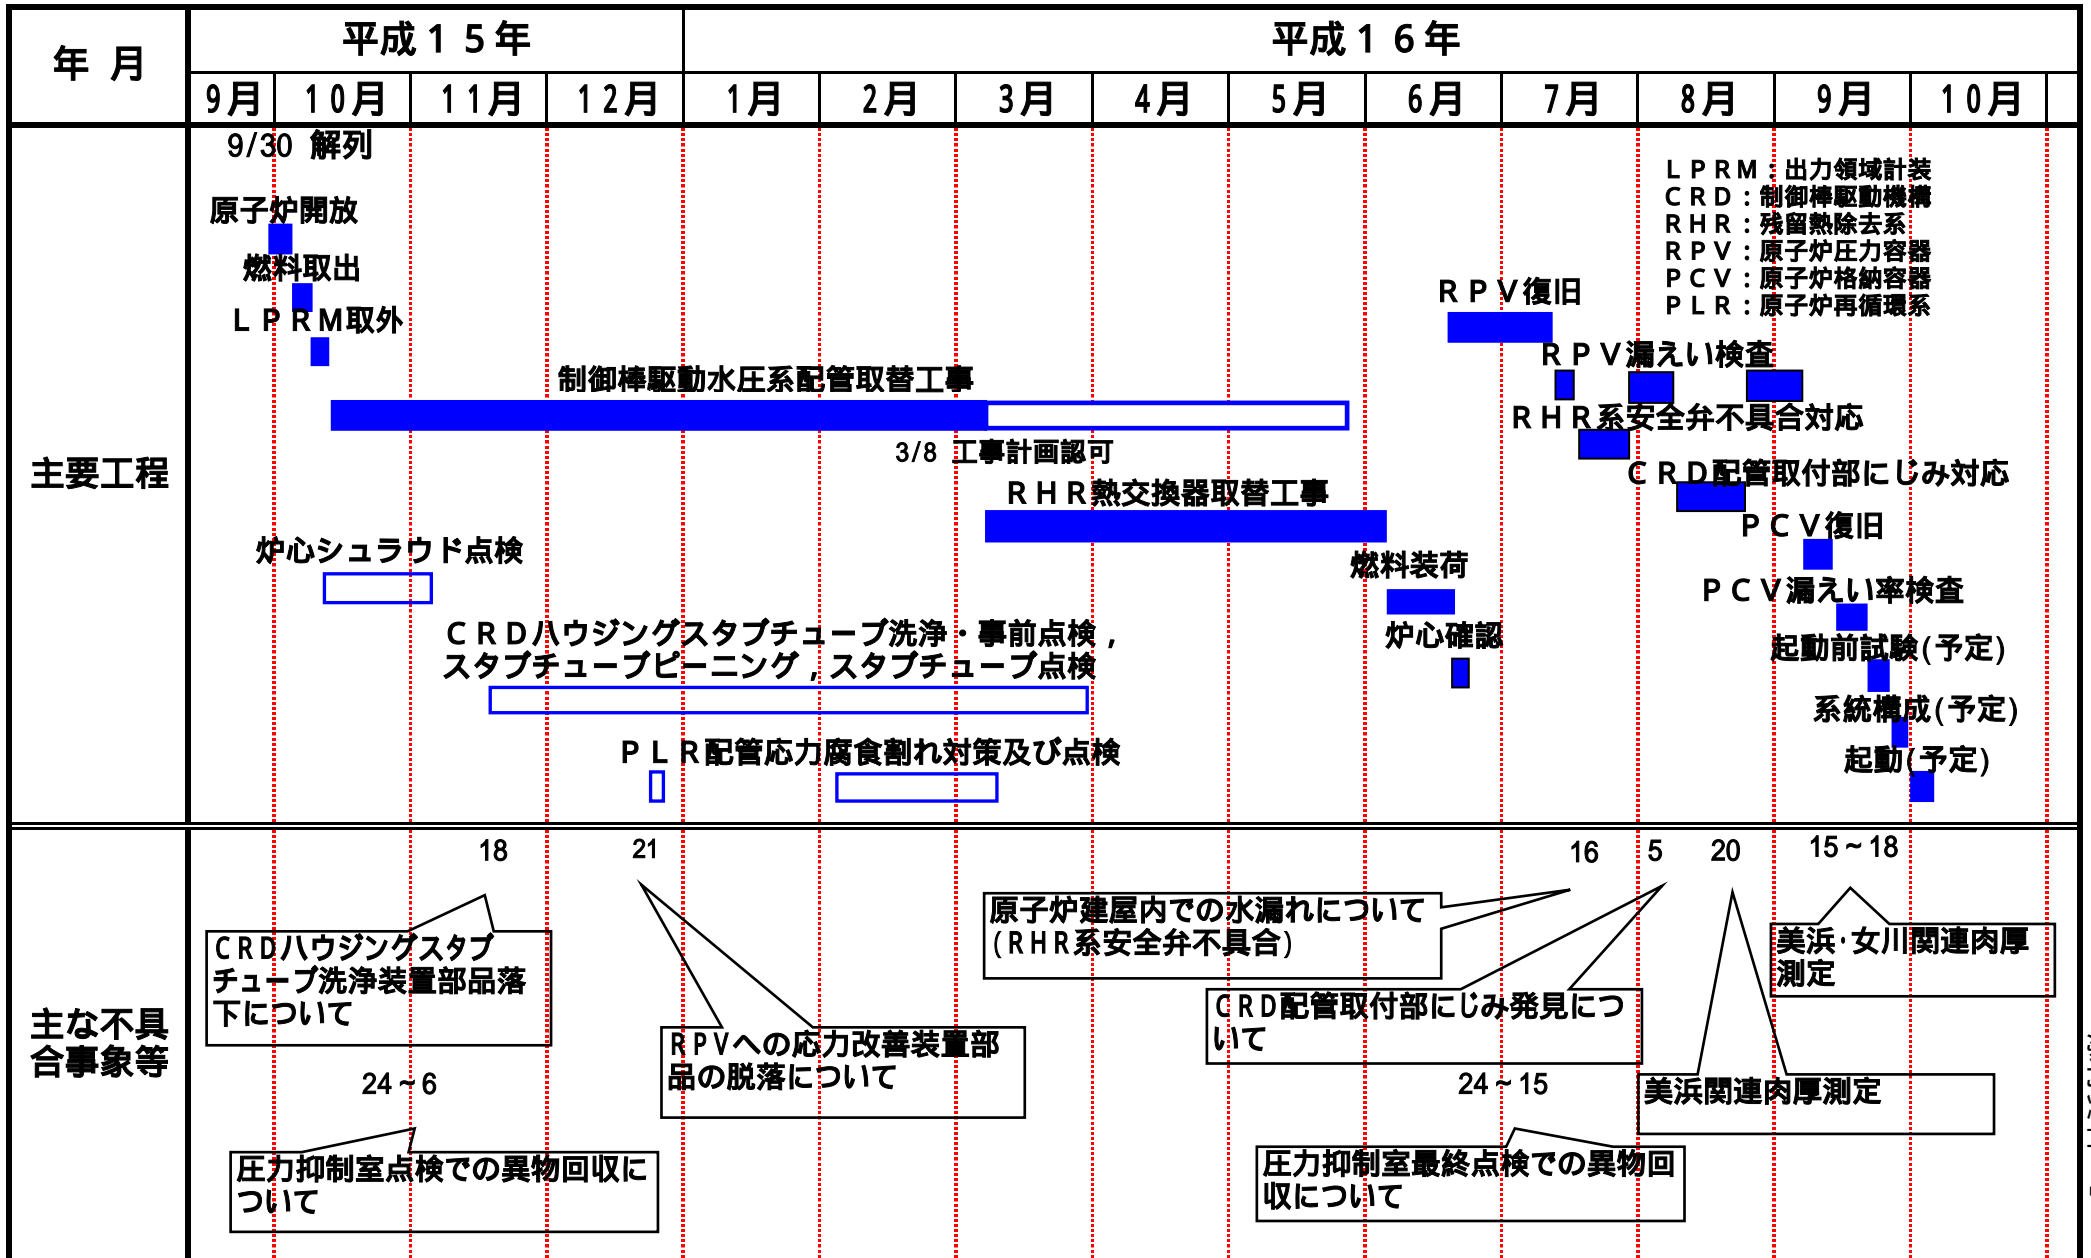 年 月
平成１５年
平成１６年
9月
10月
11月
12月
1月
2月
3月
4月
5月
6月
7月
8月
9月
10月
主要工程
9/30 解列
原子炉開放
燃料取出
ＬＰＲＭ取外
制御棒駆動水圧系配管取替工事
3/8 工事計画認可
ＲＨＲ熱交換器取替工事
炉心シュラウド点検
ＣＲＤハウジングスタブチューブ洗浄・事前点検，
スタブチューブピーニング，スタブチューブ点検
ＰＬＲ配管応力腐食割れ対策及び点検
燃料装荷
炉心確認
ＲＰＶ復旧
ＬＰＲＭ：出力領域計装
ＣＲＤ：制御棒駆動機構
ＲＨＲ：残留熱除去系
ＲＰＶ：原子炉圧力容器
ＰＣＶ：原子炉格納容器
ＰＬＲ：原子炉再循環系
ＲＰＶ漏えい検査
ＲＨＲ系安全弁不具合対応
ＣＲＤ配管取付部にじみ対応
ＰＣＶ復旧
ＰＣＶ漏えい率検査
起動前試験(予定)
系統構成(予定)
起動(予定)
主な不具
合事象等
18
21
16
5
20
15～18
CRDハウジングスタブ
チューブ洗浄装置部品落
下について
24～6
圧力抑制室点検での異物回収に
ついて
RPVへの応力改善装置部
品の脱落について
原子炉建屋内での水漏れについて
(RHR系安全弁不具合)
CRD配管取付部にじみ発見につ
いて
24～15
圧力抑制室最終点検での異物回
収について
美浜関連肉厚測定
美浜･女川関連肉厚
測定